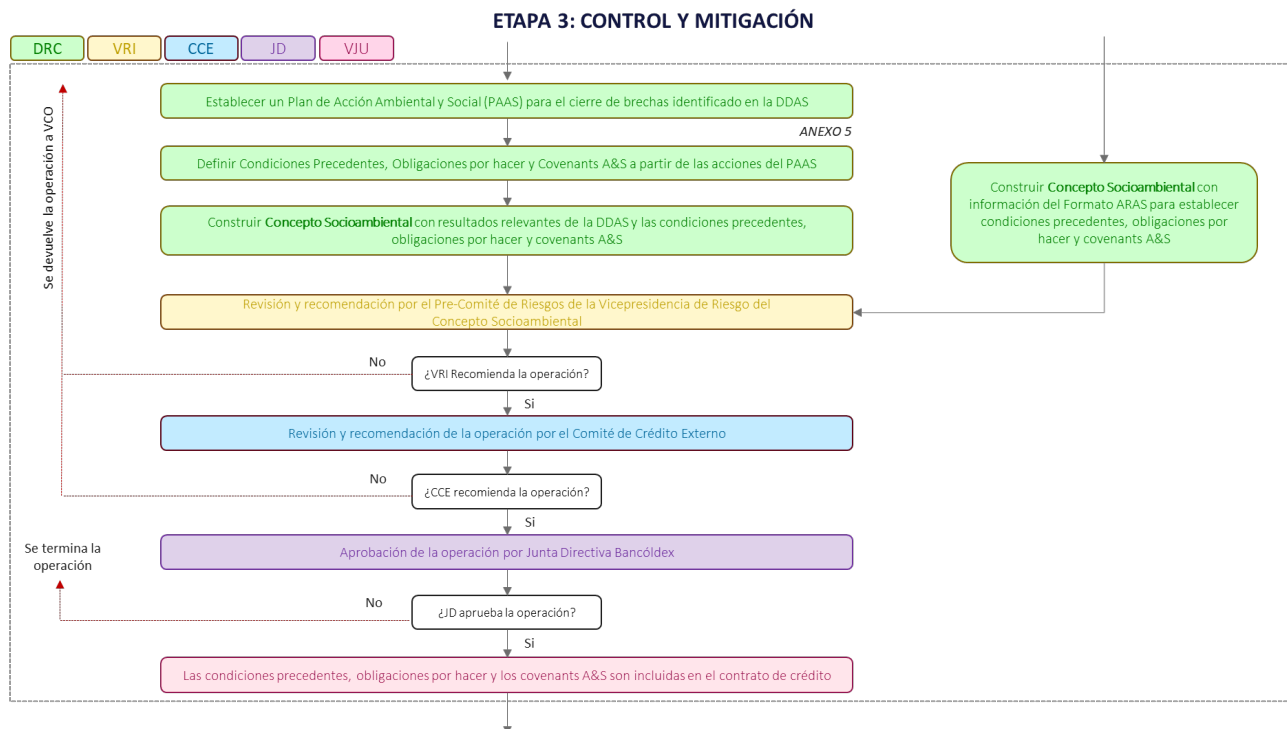 ETAPA 3: CONTROL Y MITIGACIÓN
DRC
VRI
CCE
JD
VJU
Se devuelve la operación a VCO
Establecer un Plan de Acción Ambiental y Social (PAAS) para el cierre de brechas identificado en la DDAS
ANEXO 5
Definir Condiciones Precedentes, Obligaciones por hacer y Covenants A&S a partir de las acciones del PAAS
Construir Concepto Socioambiental con resultados relevantes de la DDAS y las condiciones precedentes,
obligaciones por hacer y covenants A&S
Construir Concepto Socioambiental con
información del Formato ARAS para establecer
condiciones precedentes, obligaciones por
hacer y covenants A&S
Revisión y recomendación por el Pre-Comité de Riesgos de la Vicepresidencia de Riesgo del
Concepto Socioambiental
No
¿VRI Recomienda la operación?
Si
Revisión y recomendación de la operación por el Comité de Crédito Externo
No
¿CCE recomienda la operación?
Si
Se termina la
operación
Aprobación de la operación por Junta Directiva Bancóldex
No
¿JD aprueba la operación?
Si
Las condiciones precedentes, obligaciones por hacer y los covenants A&S son incluidas en el contrato de crédito